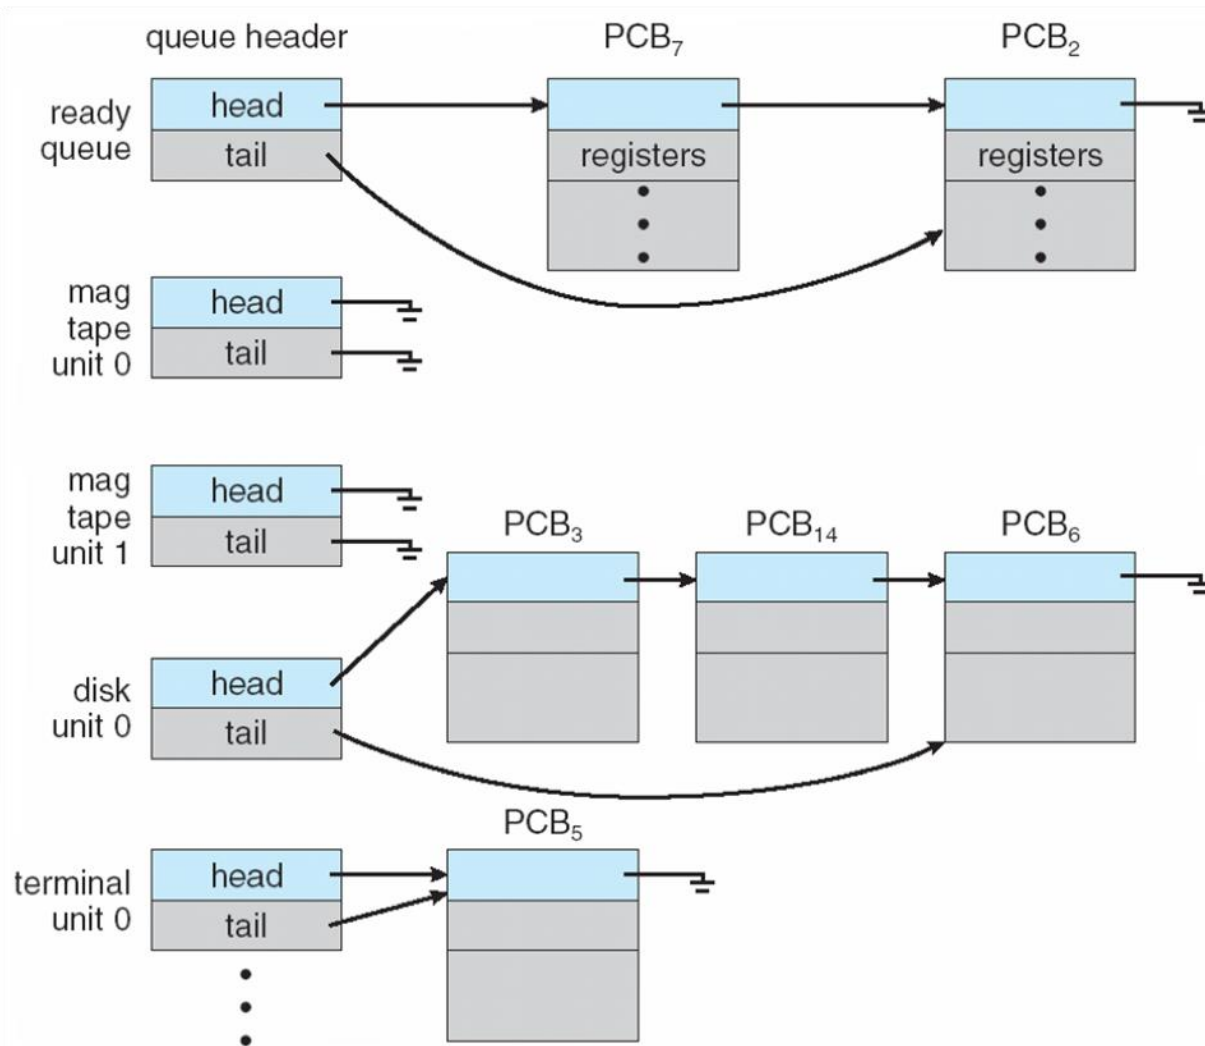 queue header
PCB₇
PCB₂
ready
queue
head
tail
registers
registers
mag
tape
unit 0
head
tail
mag
tape
unit 1
head
tail
PCB₃
PCB₁₄
PCB₆
disk
unit 0
head
tail
PCB₅
terminal
unit 0
head
tail